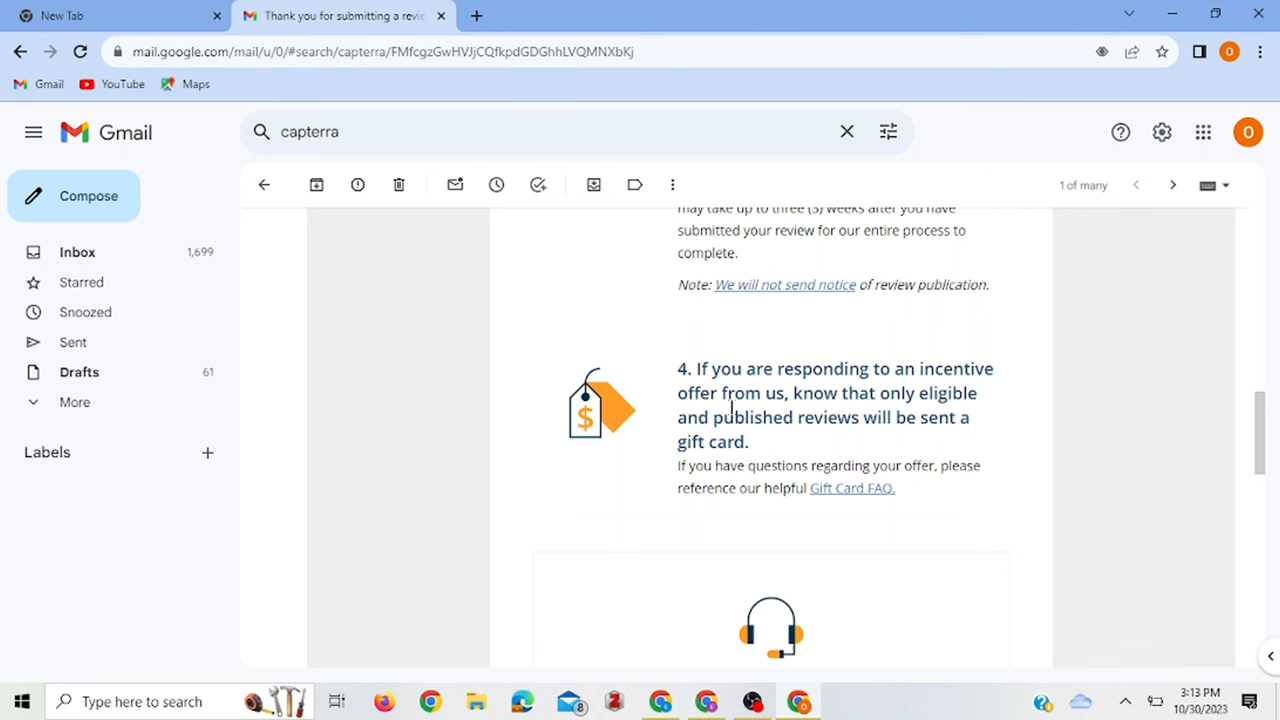 New Tab
Thank you for submitting a revie
mail.google.com/mail/u/0/#search/capterra/FMfcgzGwHVJjCQfkpdGDGhhLVQMNXbKj
O
Gmail
YouTube
Maps
Gmail
capterra
O
Compose
1 of many
Inbox
1,699
Starred
Snoozed
Sent
Drafts
61
More
Labels
may take up to three (3) weeks after you have
submitted your review for our entire process to
complete.
Note: We will not send notice of review publication.
$
4. If you are responding to an incentive
offer from us, know that only eligible
and published reviews will be sent a
gift card.
If you have questions regarding your offer, please
reference our helpful Gift Card FAQ.
Type here to search
8
3:13 PM
10/30/2023